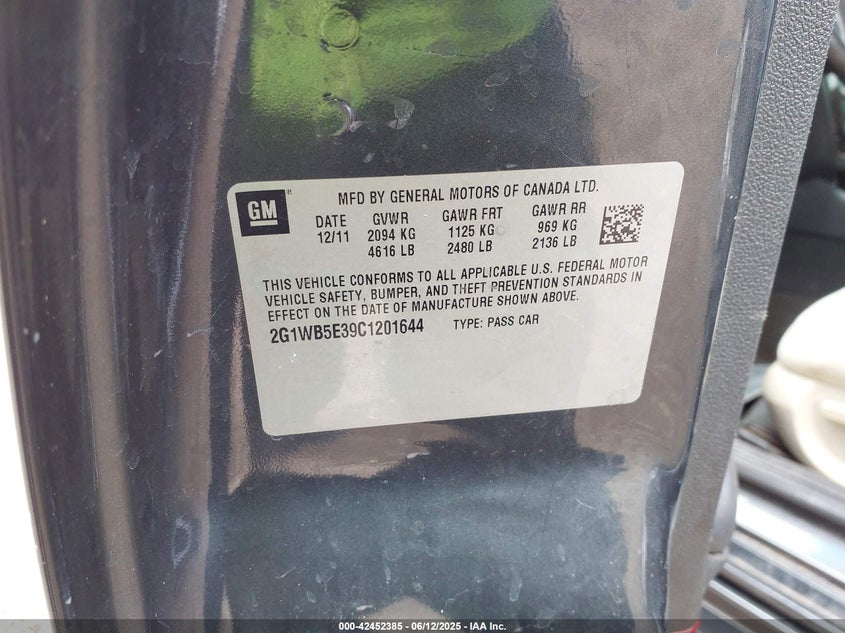 GM
MFD BY GENERAL MOTORS OF CANADA LTD.
DATE GVWR GAWR FRT GAWR RR
12/11 2094 KG 1125 KG 969 KG
4616 LB 2480 LB 2136 LB
THIS VEHICLE CONFORMS TO ALL APPLICABLE U.S. FEDERAL MOTOR
VEHICLE SAFETY, BUMPER, AND THEFT PREVENTION STANDARDS IN
EFFECT ON THE DATE OF MANUFACTURE SHOWN ABOVE.
2G1WB5E39C1201644 TYPE: PASS CAR
000-42452385 - 06/12/2025 - IAA Inc.